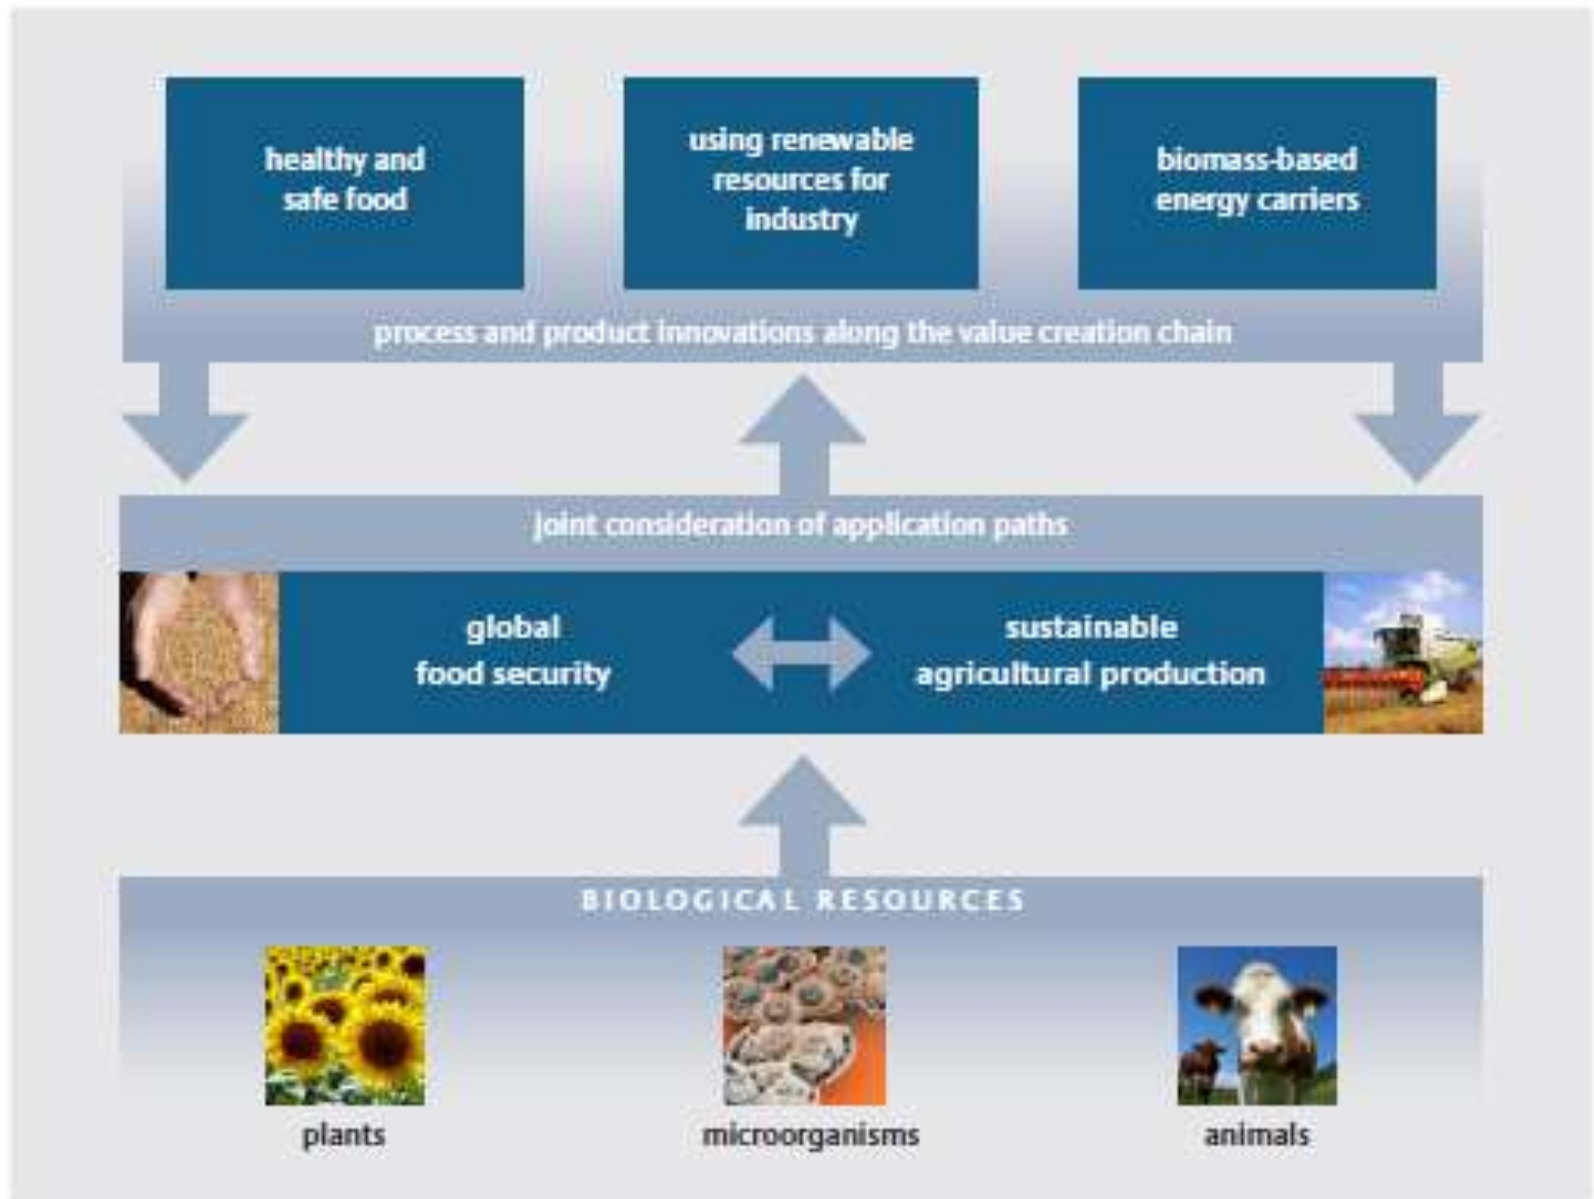 healthy and
safe food
using renewable
resources for
industry
biomass-based
energy carriers
process and product innovations along the value creation chain
joint consideration of application paths
global
food security
sustainable
agricultural production
BIOLOGICAL RESOURCES
plants
microorganisms
animals